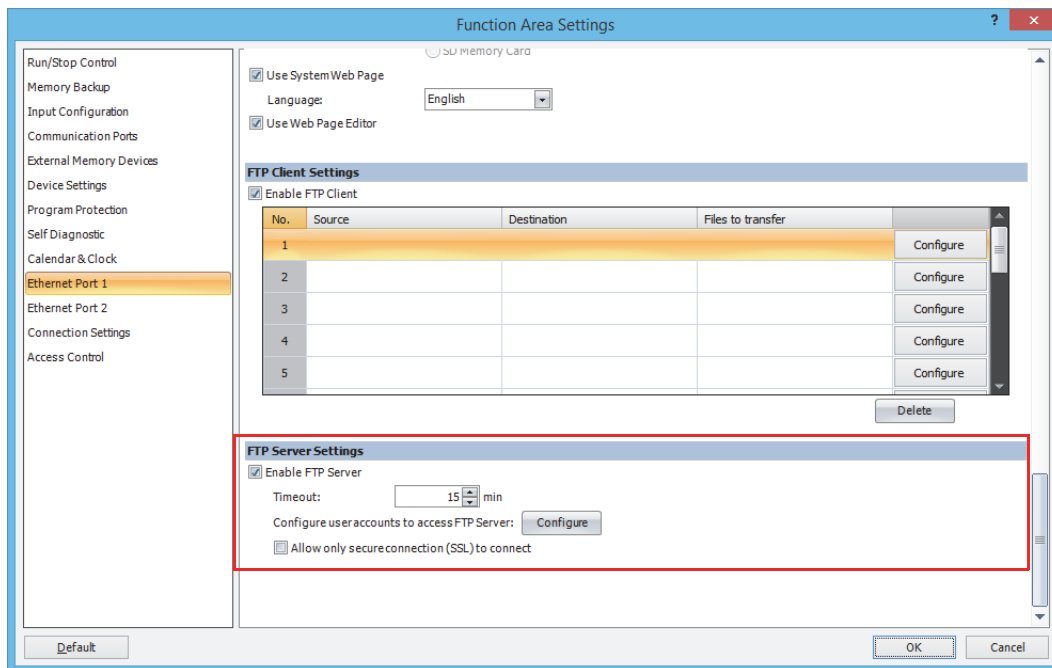 Function Area Settings
?
Run/Stop Control
Memory Backup
Input Configuration
Communication Ports
External Memory Devices
Device Settings
Program Protection
Self Diagnostic
Calendar & Clock
Ethernet Port 1
Ethernet Port 2
Connection Settings
Access Control
SD Memory Card
Use System Web Page
Language: English
Use Web Page Editor
FTP Client Settings
Enable FTP Client
No. Source Destination Files to transfer
1 Configure
2 Configure
3 Configure
4 Configure
5 Configure
Delete
FTP Server Settings
Enable FTP Server
Timeout: 15 min
Configure user accounts to access FTP Server: Configure
Allow only secure connection (SSL) to connect
Default OK Cancel